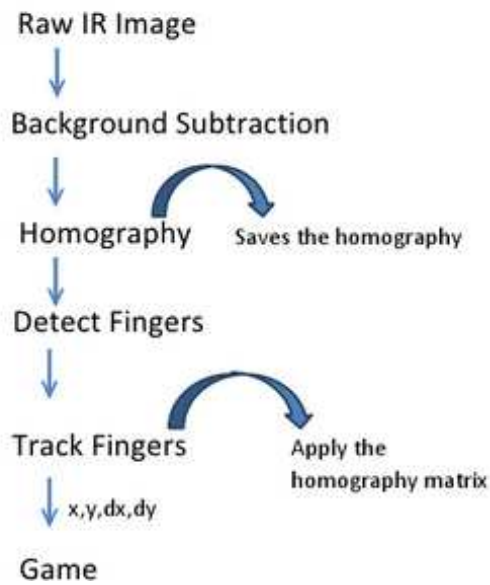 Raw IR Image
Background Subtraction
Homography
Saves the homography
Detect Fingers
Track Fingers
Apply the
homography matrix
x,y,dx,dy
Game